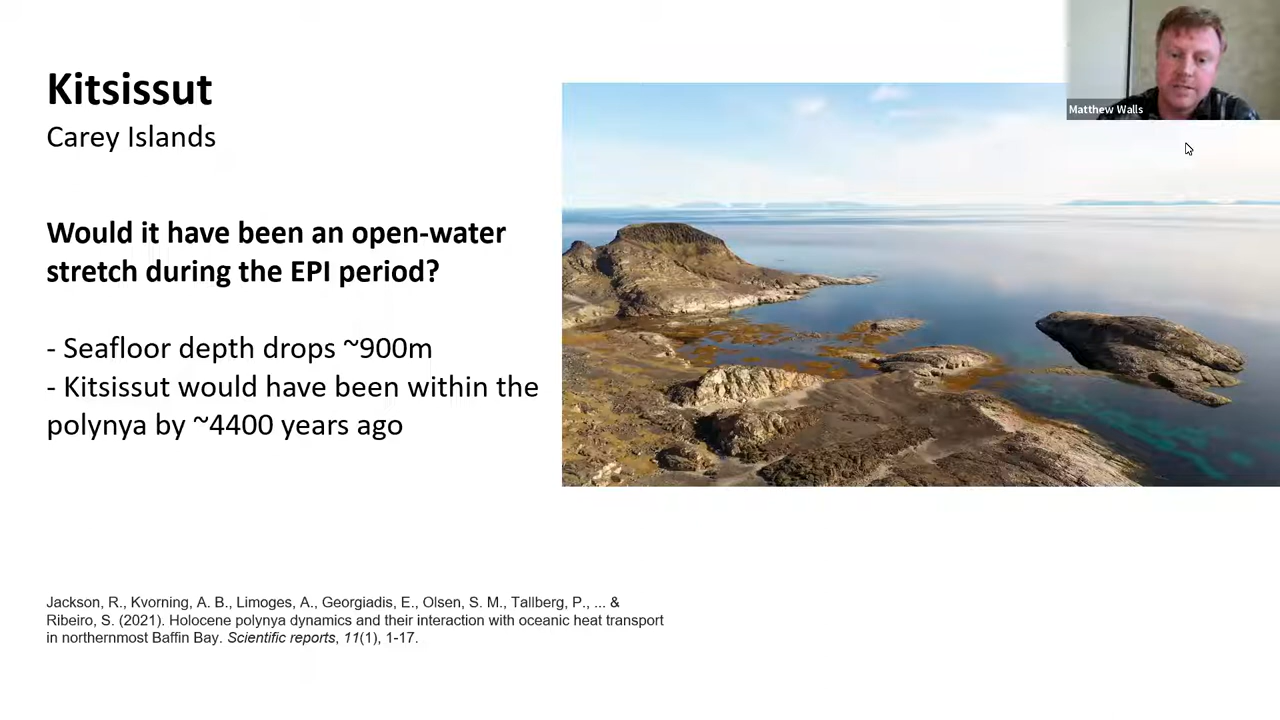 Kitsissut
Carey Islands
Matthew Walls
Would it have been an open-water
stretch during the EPI period?
- Seafloor depth drops ~900m
- Kitsissut would have been within the
polynya by ~4400 years ago
Jackson, R., Kvorning, A. B., Limoges, A., Georgiadis, E., Olsen, S. M., Tallberg, P., ... &
Ribeiro, S. (2021). Holocene polynya dynamics and their interaction with oceanic heat transport
in northernmost Baffin Bay. Scientific reports, 11(1), 1-17.